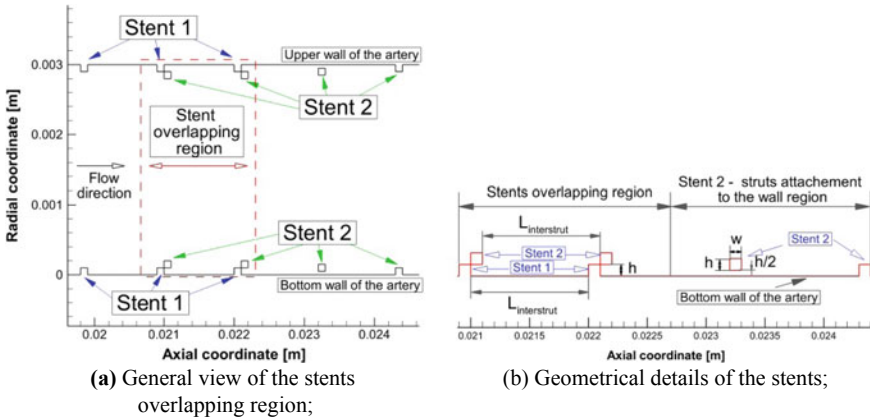 Stent 1
Upper wall of the artery
0.003
Stent 2
Stent
overlapping
region
0.002
Radial coordinate [m]
Flow
direction
0.001
Stent 2
0
Stent 1
Bottom wall of the artery
0.02 0.021 0.022 0.023 0.024
Axial coordinate [m]
(a) General view of the stents
overlapping region;
Stents overlapping region
Stent 2 - struts attachement
to the wall region
Linterstrut
w
Stent 2
Stent 2
Stent 1
h
h
h/2
Bottom wall of the artery
Linterstrut
0.021 0.0215 0.022 0.0225 0.023 0.0235 0.024
Axial coordinate [m]
(b) Geometrical details of the stents;